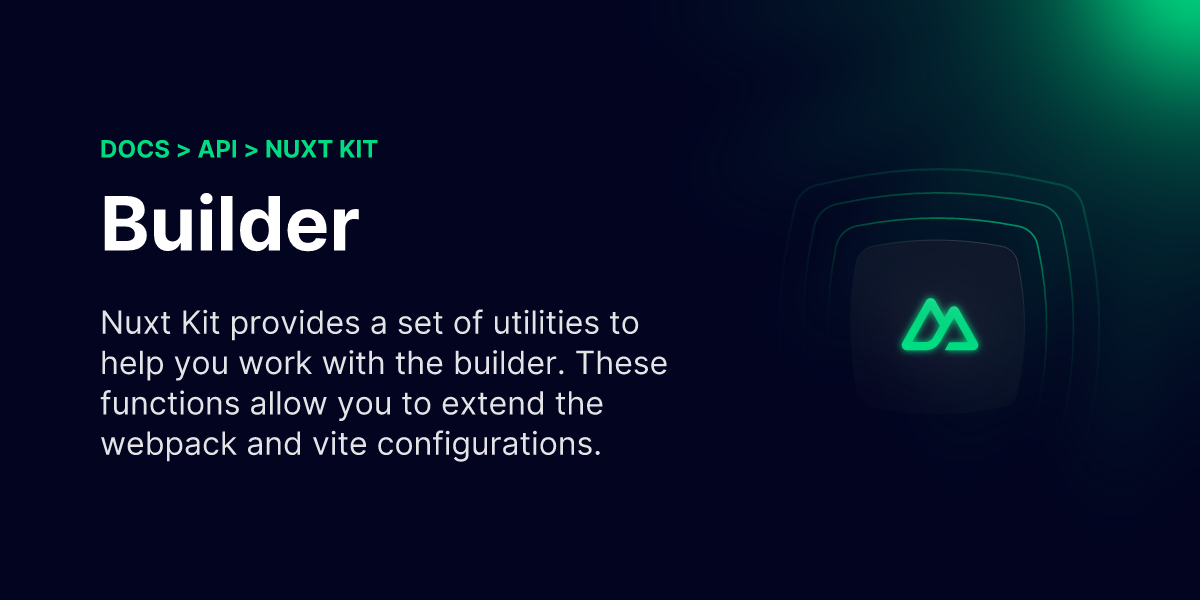 DOCS > API > NUXT KIT
Builder
Nuxt Kit provides a set of utilities to
help you work with the builder. These
functions allow you to extend the
webpack and vite configurations.